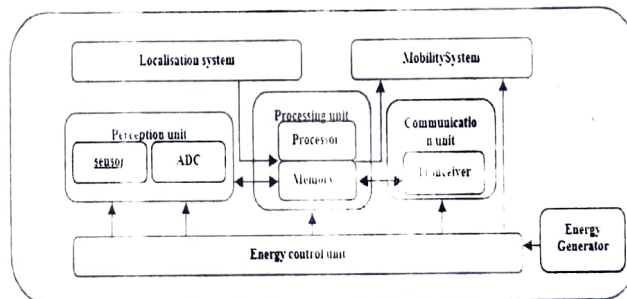 Localisation system
MobilitySystem
Processing unit
Perception unit
Processor
Communicatio
n unit
sensor
ADC
Memory
Energy control unit
Energy
Generator